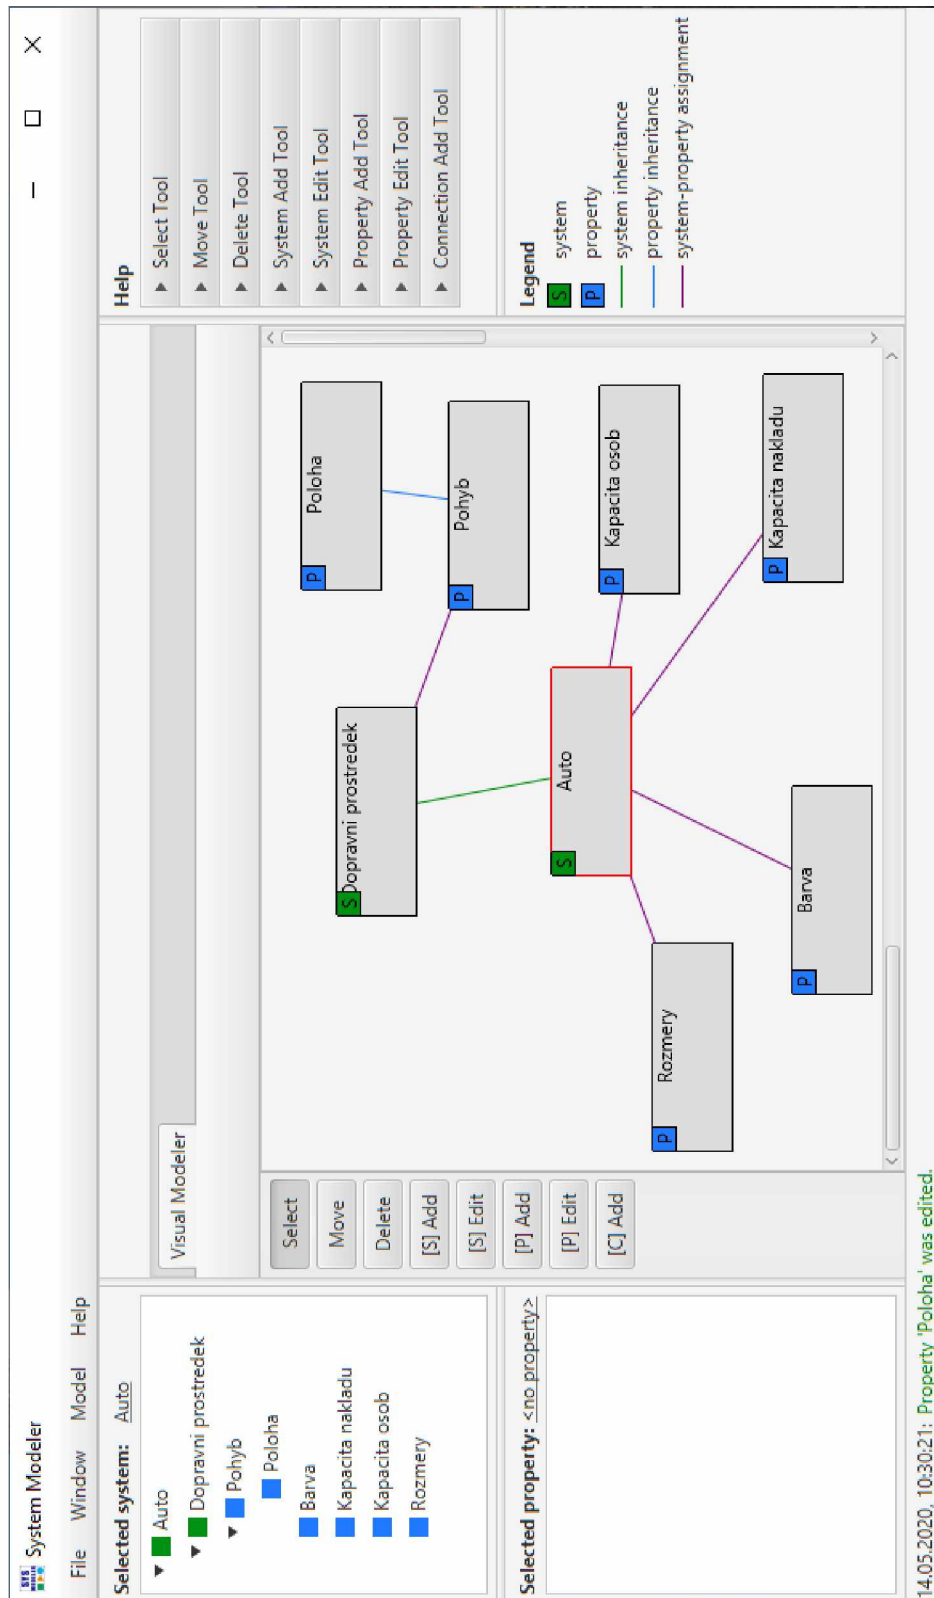 System Modeler
File Window Model Help
Selected system: Auto
Auto
Dopravni prostredek
Pohyb
Poloha
Barva
Kapacita nakladu
Kapacita osob
Rozmery
Selected property: <no property>
Visual Modeler
Select
Move
Delete
[S] Add
[S] Edit
[P] Add
[P] Edit
[C] Add
P Poloha
S Dopravni prostredek
P Pohyb
S Auto
P Kapacita osob
P Rozmery
P Kapacita nakladu
P Barva
Help
Select Tool
Move Tool
Delete Tool
System Add Tool
System Edit Tool
Property Add Tool
Property Edit Tool
Connection Add Tool
Legend
S system
P property
system inheritance
property inheritance
system-property assignment
14.05.2020, 10:30:21: Property 'Poloha' was edited.